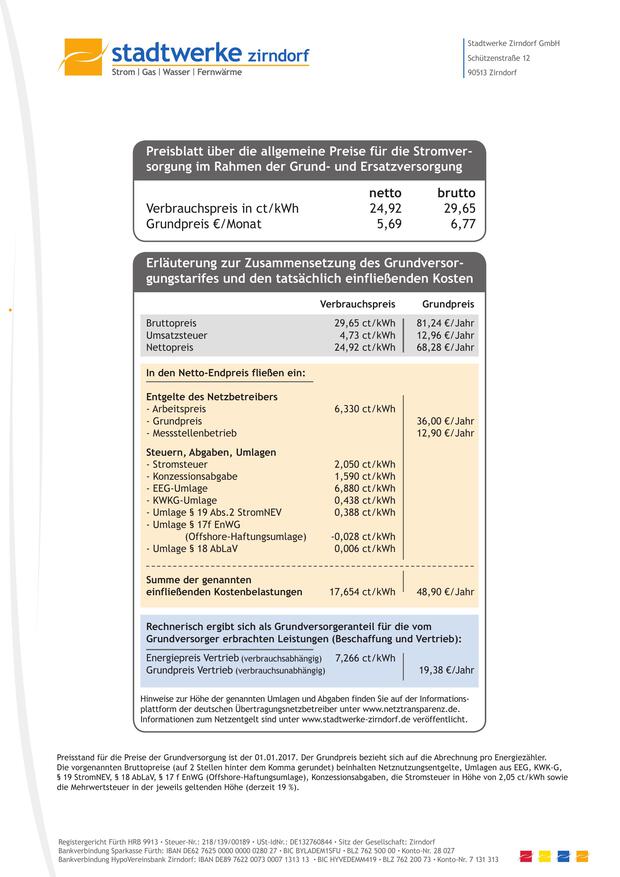 stadtwerke zirndorf
Strom | Gas | Wasser | Fernwärme
Stadtwerke Zirndorf GmbH
Schützenstraße 12
90513 Zirndorf
Preisblatt über die allgemeine Preise für die Stromver-
sorgung im Rahmen der Grund- und Ersatzversorgung
netto brutto
Verbrauchspreis in ct/kWh 24,92 29,65
Grundpreis €/Monat 5,69 6,77
Erläuterung zur Zusammensetzung des Grundversor-
gungstarifes und den tatsächlich einfließenden Kosten
Verbrauchspreis Grundpreis
Bruttopreis 29,65 ct/kWh 81,24 €/Jahr
Umsatzsteuer 4,73 ct/kWh 12,96 €/Jahr
Nettopreis 24,92 ct/kWh 68,28 €/Jahr
In den Netto-Endpreis fließen ein:
Entgelte des Netzbetreibers
- Arbeitspreis 6,330 ct/kWh
- Grundpreis 36,00 €/Jahr
- Messstellenbetrieb 12,90 €/Jahr
Steuern, Abgaben, Umlagen
- Stromsteuer 2,050 ct/kWh
- Konzessionsabgabe 1,590 ct/kWh
- EEG-Umlage 6,880 ct/kWh
- KWKG-Umlage 0,438 ct/kWh
- Umlage § 19 Abs.2 StromNEV 0,388 ct/kWh
- Umlage § 17f EnWG
(Offshore-Haftungsumlage) -0,028 ct/kWh
- Umlage § 18 AbLaV 0,006 ct/kWh
Summe der genannten
einfließenden Kostenbelastungen 17,654 ct/kWh 48,90 €/Jahr
Rechnerisch ergibt sich als Grundversorgeranteil für die vom
Grundversorger erbrachten Leistungen (Beschaffung und Vertrieb):
Energiepreis Vertrieb (verbrauchsabhängig) 7,266 ct/kWh
Grundpreis Vertrieb (verbrauchsunabhängig) 19,38 €/Jahr
Hinweise zur Höhe der genannten Umlagen und Abgaben finden Sie auf der Informations-
plattform der deutschen Übertragungsnetzbetreiber unter www.netztransparenz.de.
Informationen zum Netzentgelt sind unter www.stadtwerke-zirndorf.de veröffentlicht.
Preisstand für die Preise der Grundversorgung ist der 01.01.2017. Der Grundpreis bezieht sich auf die Abrechnung pro Energiezähler.
Die vorgenannten Bruttopreise (auf 2 Stellen hinter dem Komma gerundet) beinhalten Netznutzungsentgelte, Umlagen aus EEG, KWK-G,
§ 19 StromNEV, § 18 AbLaV, § 17 f EnWG (Offshore-Haftungsumlage), Konzessionsabgaben, die Stromsteuer in Höhe von 2,05 ct/kWh sowie
die Mehrwertsteuer in der jeweils geltenden Höhe (derzeit 19 %).
Registergericht Fürth HRB 9913 • Steuer-Nr.: 218/139/00189 • USt-IdNr.: DE132760844 • Sitz der Gesellschaft: Zirndorf
Bankverbindung Sparkasse Fürth: IBAN DE62 7625 0000 0000 0280 27 • BIC BYLADEM1SFU • BLZ 762 500 00 • Konto-Nr. 28 027
Bankverbindung HypoVereinsbank Zirndorf: IBAN DE89 7622 0073 0007 1313 13 • BIC HYVEDEMM419 • BLZ 762 200 73 • Konto-Nr. 7 131 313